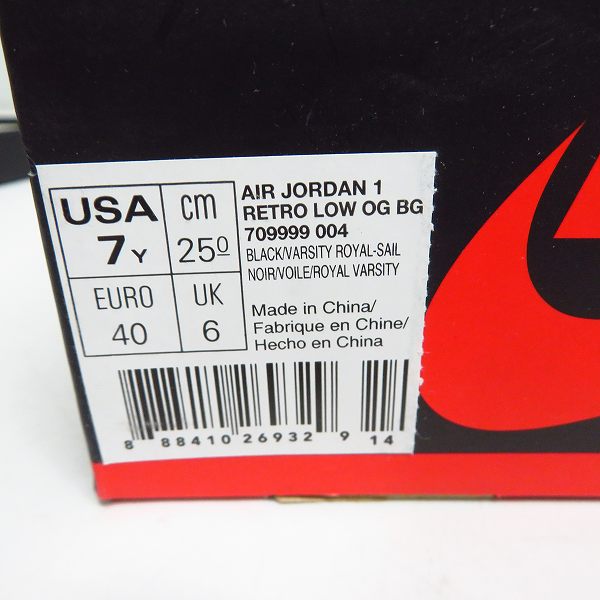 USA
7Y
cm
250
EURO
40
UK
6
AIR JORDAN 1
RETRO LOW OG BG
709999 004
BLACK/VARSITY ROYAL-SAIL
NOIR/VOILE/ROYAL VARSITY
Made in China/
Fabrique en Chine/
Hecho en China
8 88410 26932 9 14